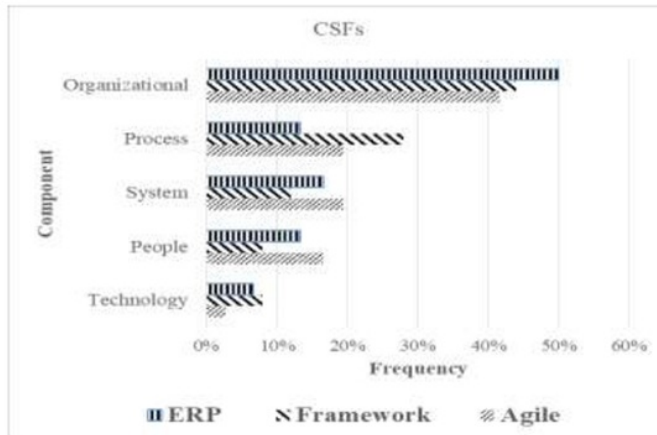 CSFs
Organizational
Process
System
People
Technology
Component
0% 10% 20% 30% 40% 50% 60%
Frequency
ERP Framework Agile